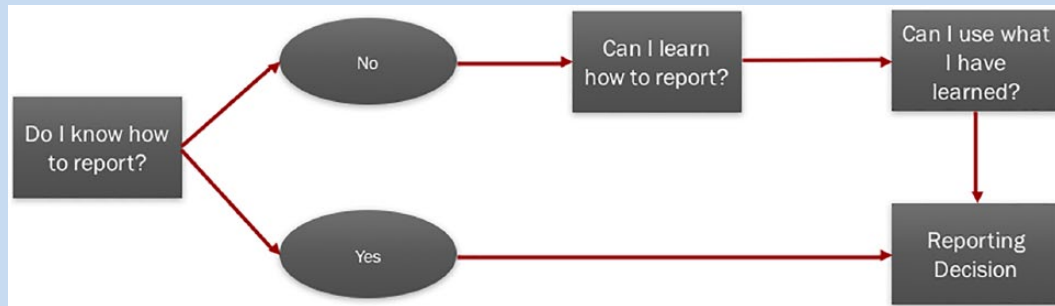 Do I know how
to report?
No
Can I learn
how to report?
Can I use what
I have
learned?
Yes
Reporting
Decision